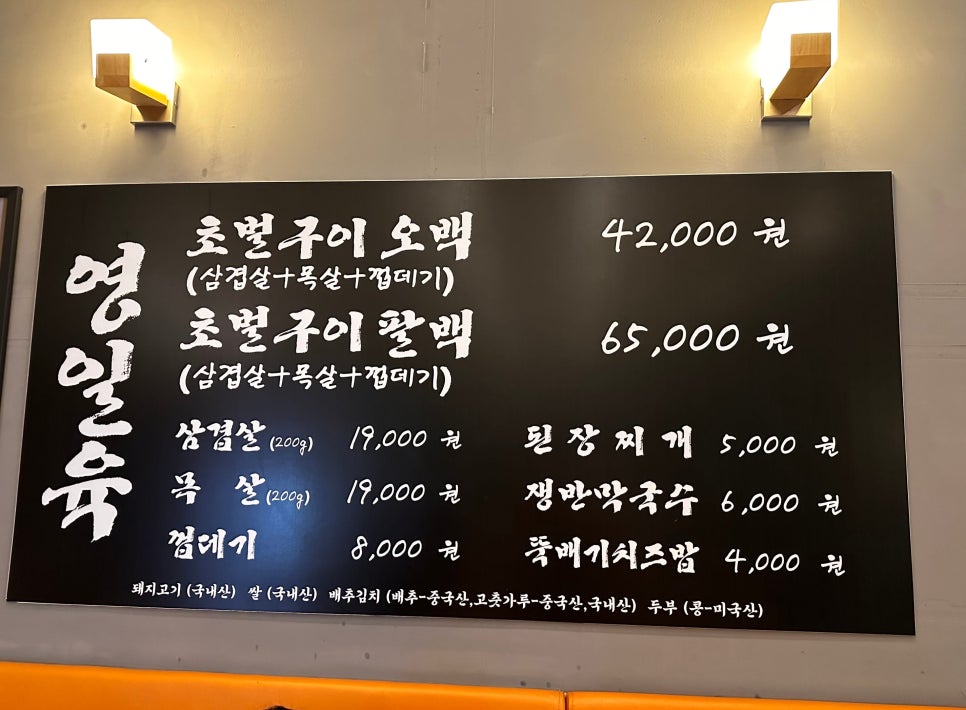 영일육
초벌구이 오백 42,000 원
(삼겹살+목살+껍데기)
초벌구이 팔백 65,000 원
(삼겹살+목살+껍데기)
삼겹살 (200g) 19,000 원
목 살 (200g) 19,000 원
껍데기 8,000 원
된 장 찌 개 5,000 원
쟁반막국수 6,000 원
뚝배기치즈밥 4,000 원
돼지고기 (국내산) 쌀 (국내산) 배추김치 (배추-중국산,고춧가루-중국산,국내산) 두부 (콩-미국산)